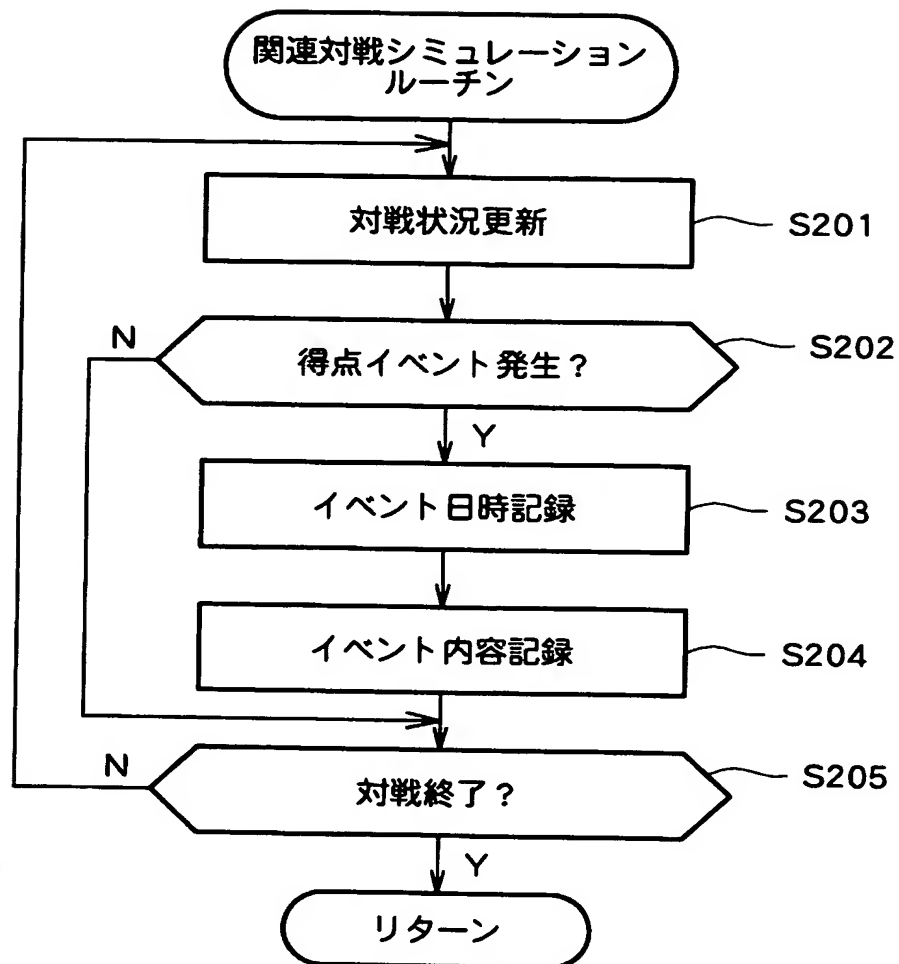 関連対戦シミュレーション
ルーチン
対戦状況更新
S201
N
得点イベント発生？
S202
Y
イベント日時記録
S203
イベント内容記録
S204
N
対戦終了？
S205
Y
リターン